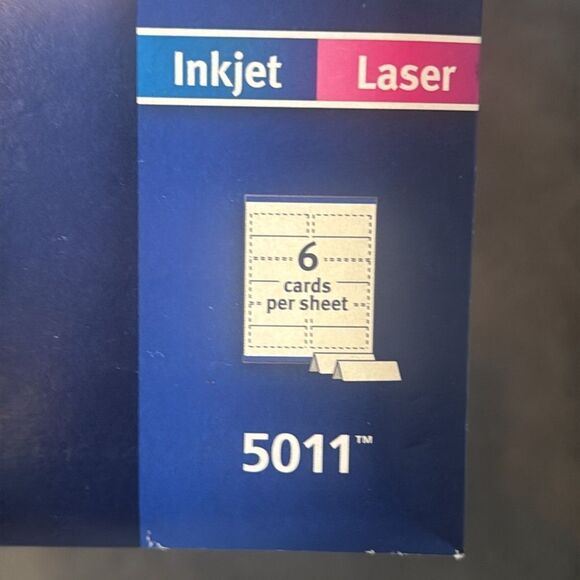 Inkjet Laser
6
cards
per sheet
5011™